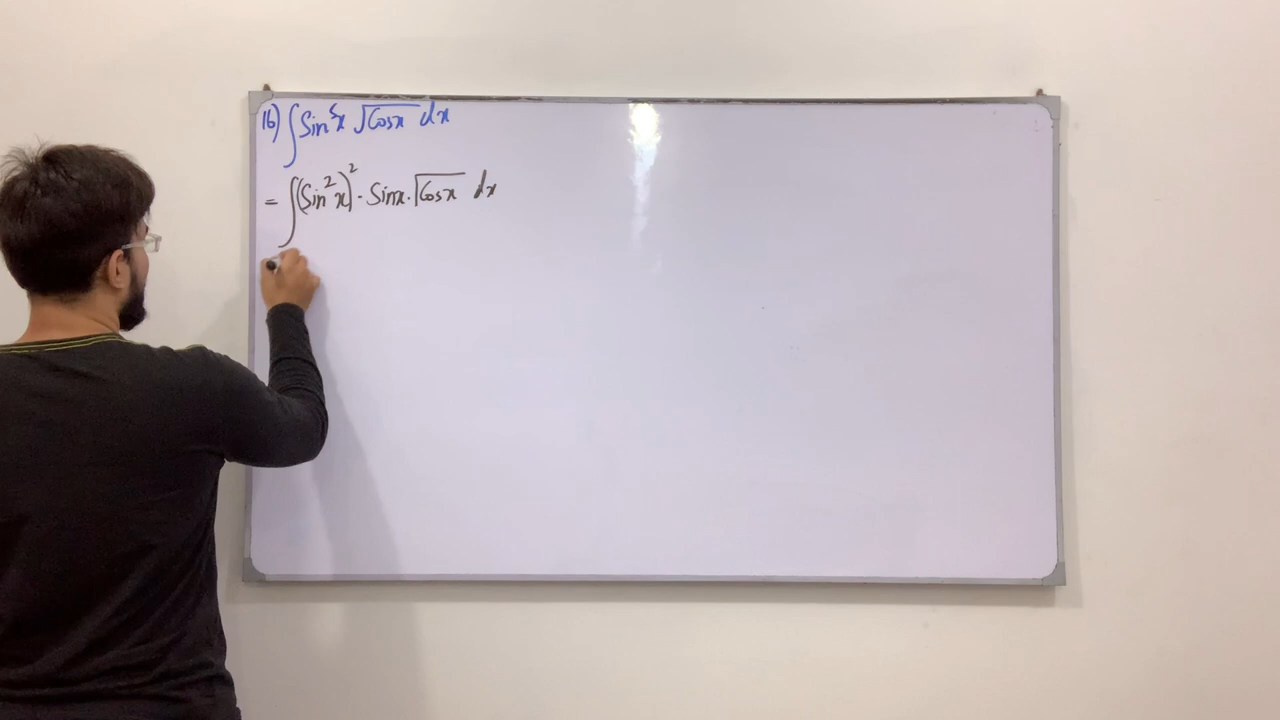 16) ∫ Sin⁵x √Cosx dx
= ∫ (Sin²x)² · Sinx · √Cosx dx